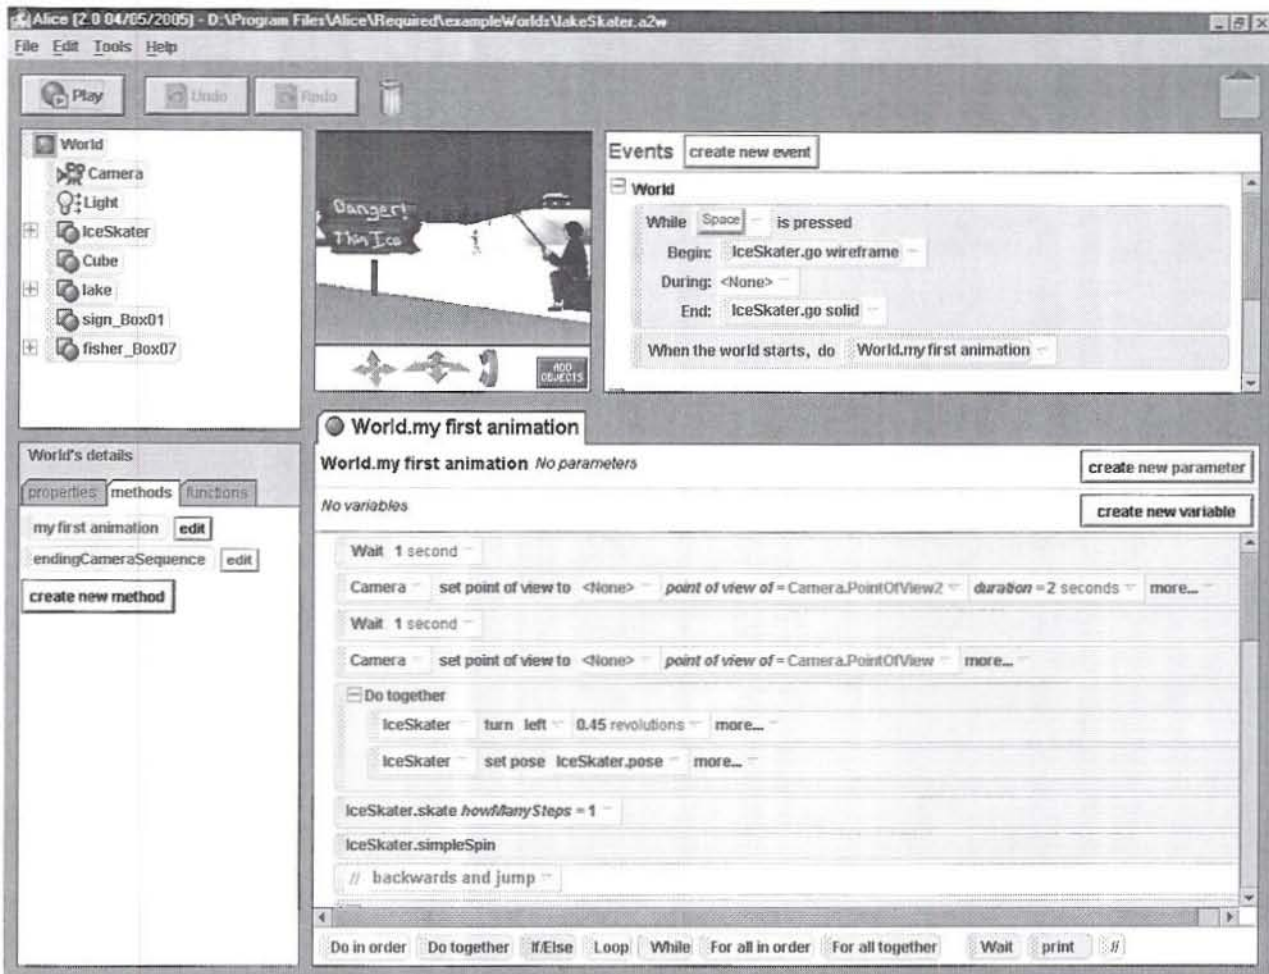 Alice (2.0 04/05/2005) - D:\Program Files\Alice\Required\exampleWorlds\lakeSkater.a2w
File Edit Tools Help
Play Undo Redo
World
Camera
Light
IceSkater
Cube
lake
sign_Box01
fisher_Box07
Danger!
Thin Ice
ADD OBJECTS
Events create new event
World
While Space is pressed
Begin: IceSkater.go wireframe
During: <None>
End: IceSkater.go solid
When the world starts, do World.my first animation
World's details
properties methods functions
my first animation edit
endingCameraSequence edit
create new method
World.my first animation
World.my first animation No parameters create new parameter
No variables create new variable
Wait 1 second
Camera set point of view to <None> point of view of = Camera.PointOfView2 duration = 2 seconds more...
Wait 1 second
Camera set point of view to <None> point of view of = Camera.PointOfView more...
Do together
IceSkater turn left 0.45 revolutions more...
IceSkater set pose IceSkater.pose more...
IceSkater.skate howManySteps = 1
IceSkater.simpleSpin
// backwards and jump
Do in order Do together If/Else Loop While For all in order For all together Wait print //